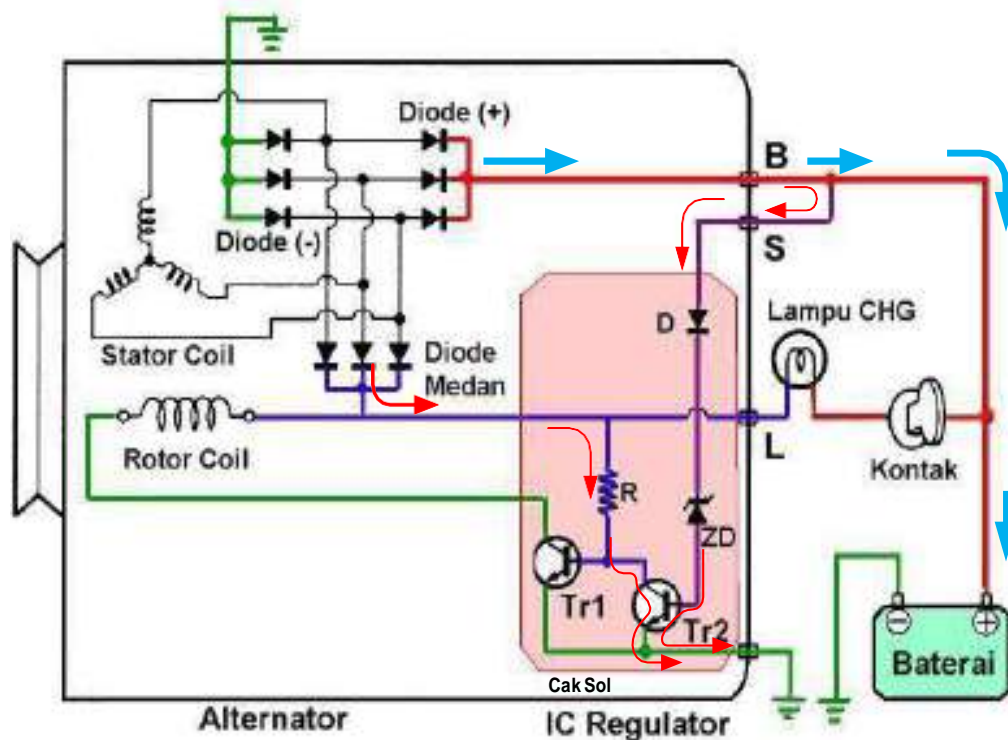 Diode (+)
B
Diode (-)
S
D
Lampu CHG
Stator Coil
Diode
Medan
L
Rotor Coil
R
Kontak
ZD
Tr1
Tr2
Baterai
Cak Sol
Alternator
IC Regulator